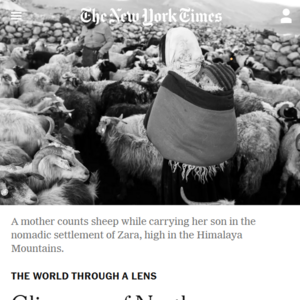 The New York Times
A mother counts sheep while carrying her son in the
nomadic settlement of Zara, high in the Himalaya
Mountains.
THE WORLD THROUGH A LENS